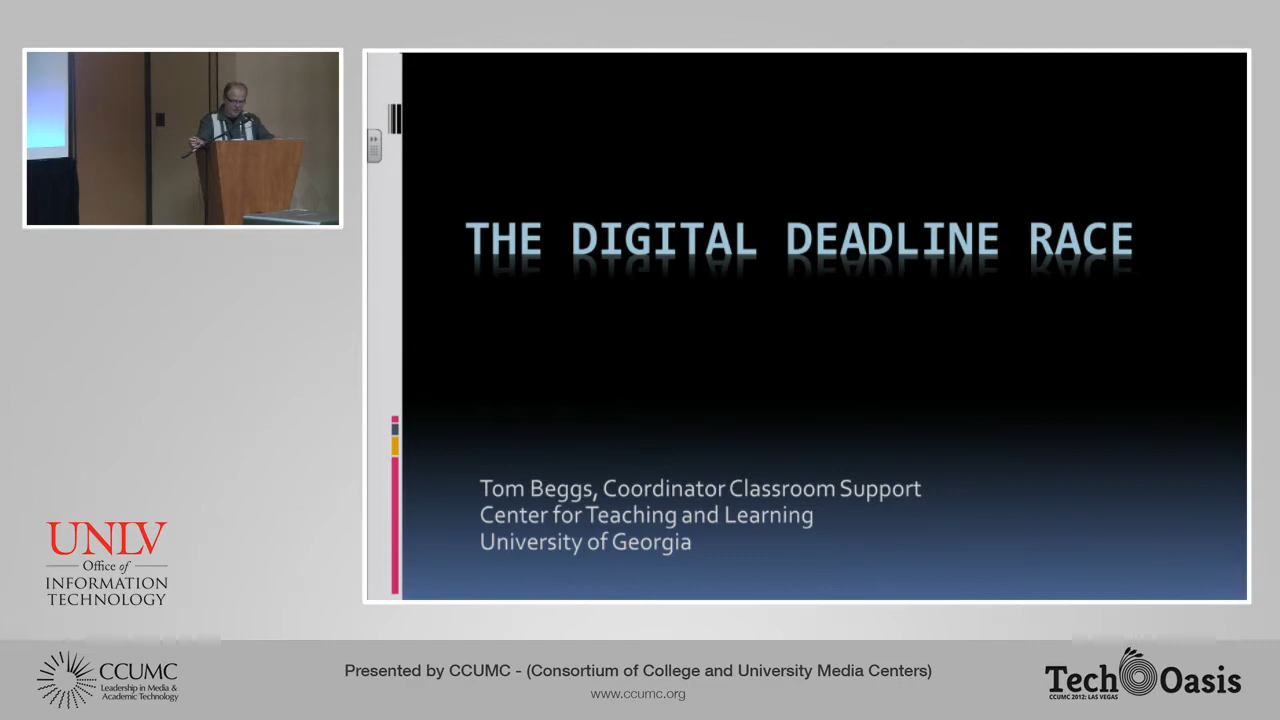 THE DIGITAL DEADLINE RACE
Tom Beggs, Coordinator Classroom Support
Center for Teaching and Learning
University of Georgia
UNLV
Office of
INFORMATION
TECHNOLOGY
CCUMC
Leadership in Media &
Academic Technology
Presented by CCUMC - (Consortium of College and University Media Centers)
www.ccumc.org
Tech Oasis
CCUMC 2012: LAS VEGAS